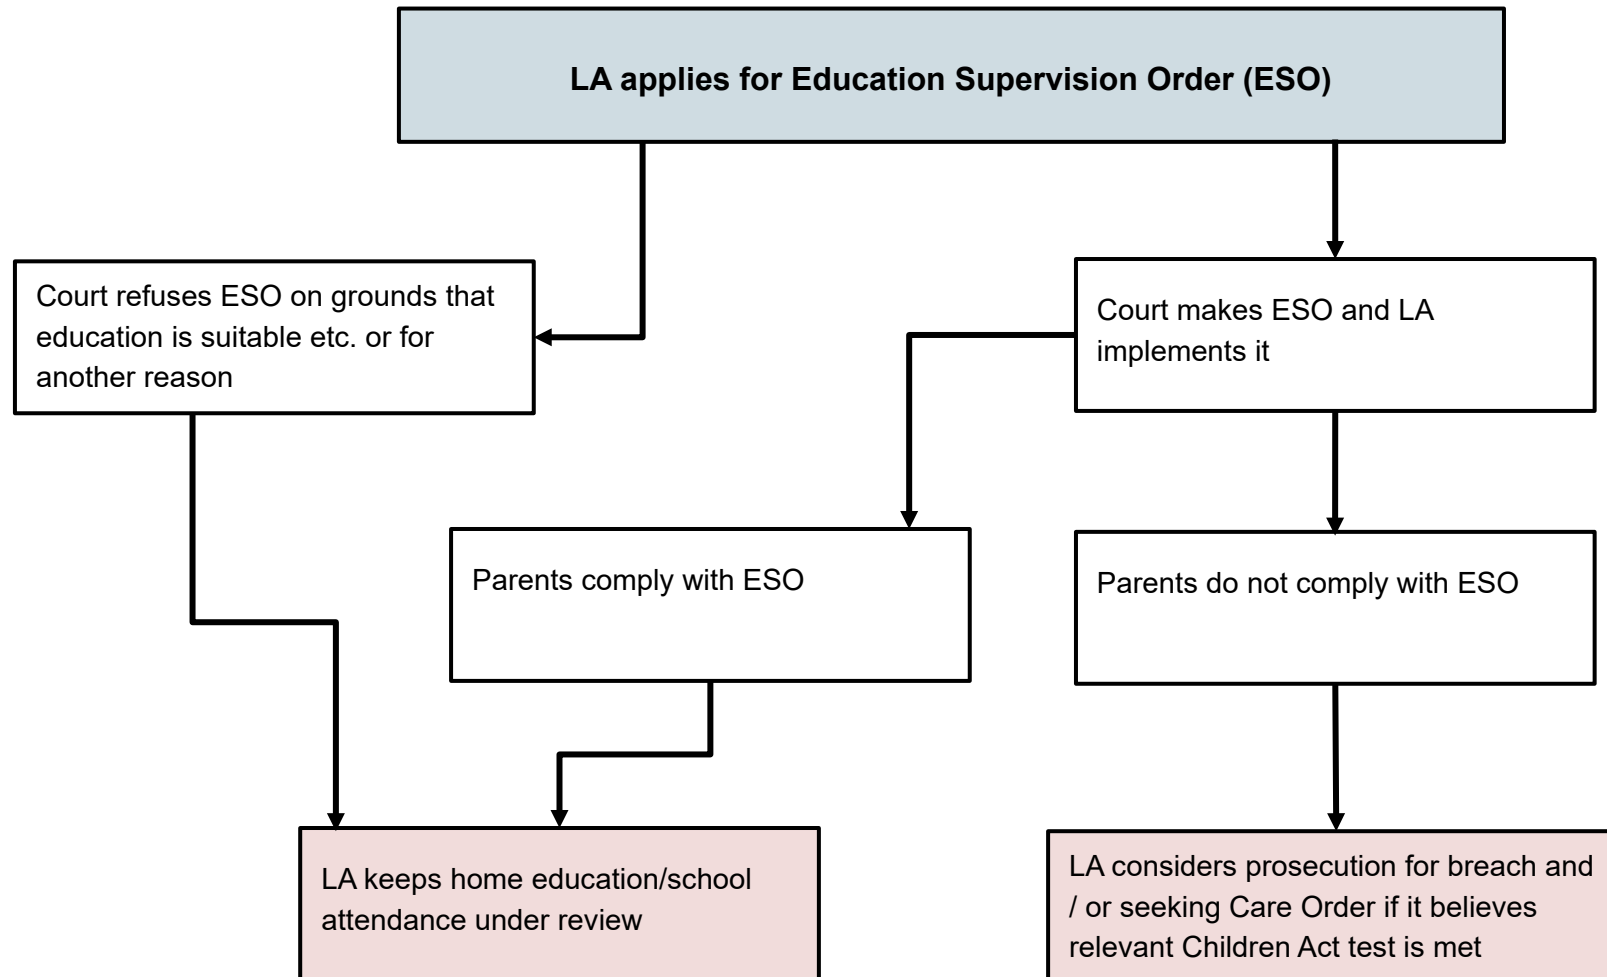 LA applies for Education Supervision Order (ESO)
Court refuses ESO on grounds that
education is suitable etc. or for
another reason
Court makes ESO and LA
implements it
Parents comply with ESO
Parents do not comply with ESO
LA keeps home education/school
attendance under review
LA considers prosecution for breach and
/ or seeking Care Order if it believes
relevant Children Act test is met